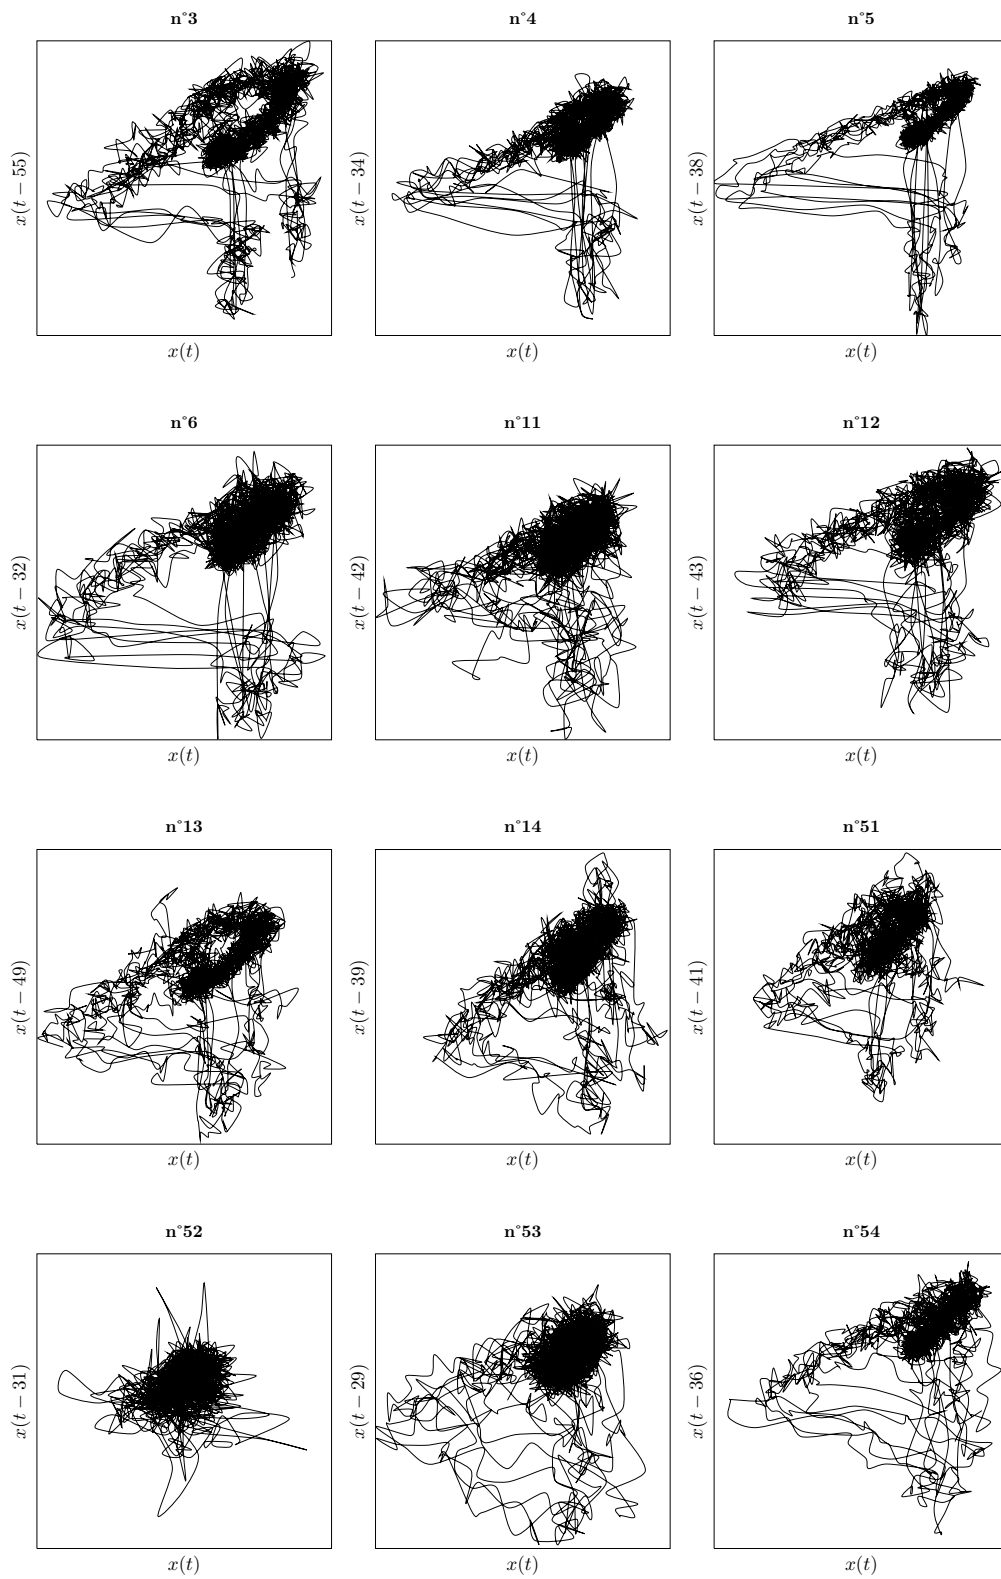 n°3 n°4 n°5
x(t − 55) x(t − 34) x(t − 38)
x(t) x(t) x(t)
n°6 n°11 n°12
x(t − 32) x(t − 42) x(t − 43)
x(t) x(t) x(t)
n°13 n°14 n°51
x(t − 49) x(t − 39) x(t − 41)
x(t) x(t) x(t)
n°52 n°53 n°54
x(t − 31) x(t − 29) x(t − 36)
x(t) x(t) x(t)